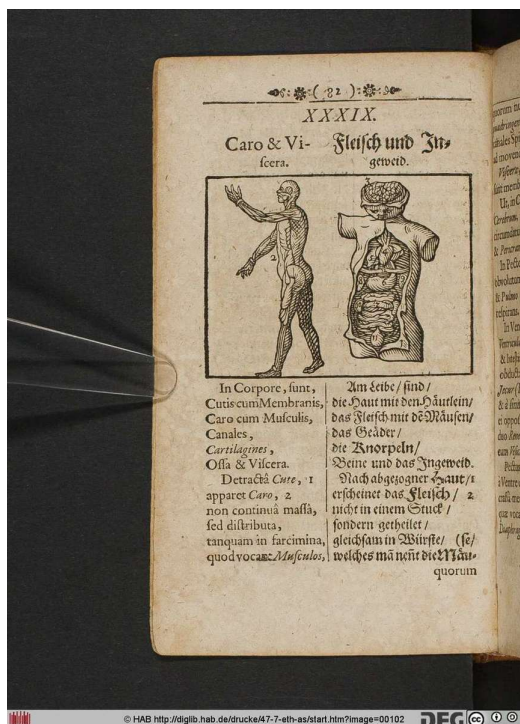 ( 82 )
XXXIX.
Caro & Vi-
scera.
Fleisch und In-
geweid.
In Corpore, sunt,
Cutis cum Membranis,
Caro cum Musculis,
Canales,
Cartilagines,
Ossa & Viscera.
Detractâ Cute, 1
apparet Caro, 2
non continuâ massâ,
sed distributa,
tanquam in farcimina,
quod vocant Musculos,
Am Leibe/ sind/
die Haut mit den Häutlein/
das Fleisch mit dē Mäusen/
das Geäder/
die Knorpeln/
Beine und das Ingeweid.
Nach abgezogner Haut/ 1
erscheinet das Fleisch / 2
nicht in einem Stuck /
sondern getheilet/
gleichsam in Würste/ (se/
welches mā neñt die Mäu-
quorum
© HAB http://diglib.hab.de/drucke/47-7-eth-as/start.htm?image=00102
DFG